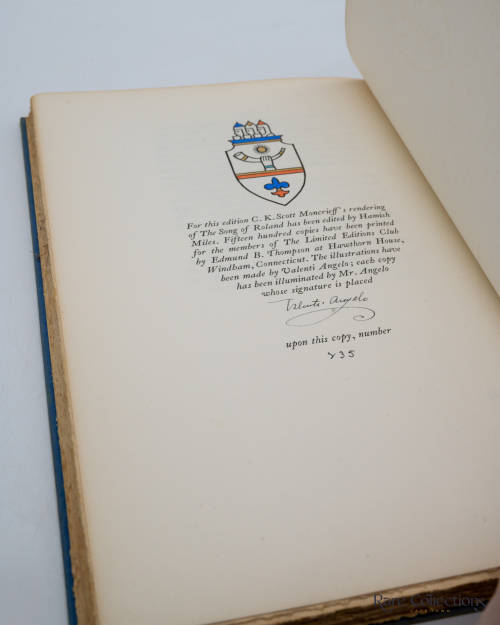 For this edition C. K. Scott Moncrieff's rendering
of The Song of Roland has been edited by Hamish
Miles. Fifteen hundred copies have been printed
for the members of The Limited Editions Club
by Edmund B. Thompson at Hawthorn House,
Windham, Connecticut. The illustrations have
been made by Valenti Angelo; each copy
has been illuminated by Mr. Angelo
whose signature is placed
Valenti Angelo
upon this copy, number
235
Rare Collections
CAPE TOWN